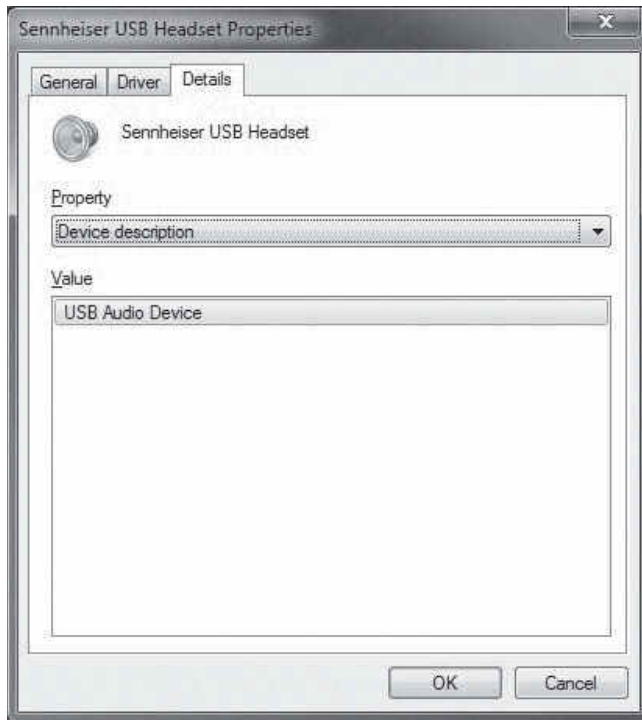 Sennheiser USB Headset Properties
General Driver Details
Sennheiser USB Headset
Property
Device description
Value
USB Audio Device
OK Cancel